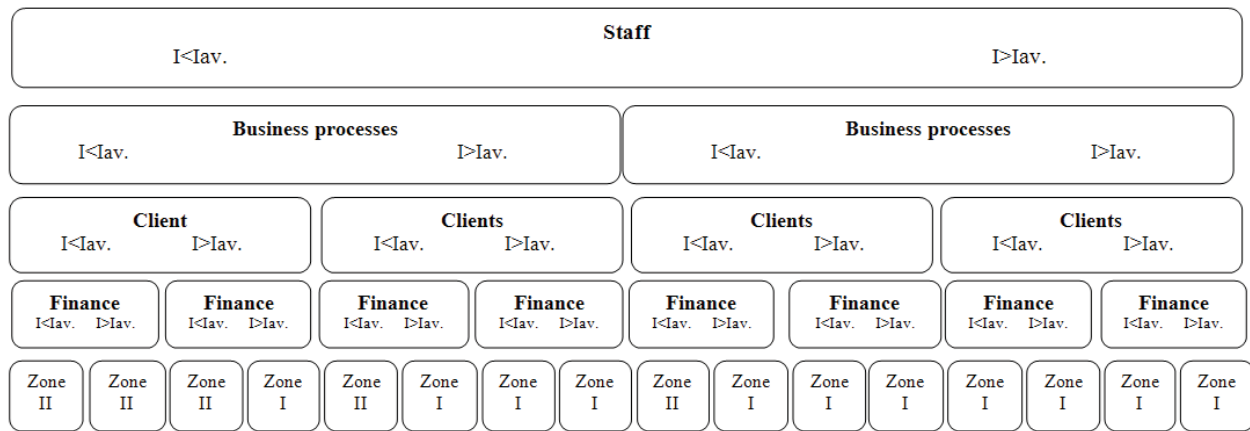 Staff
I<Iav. I>Iav.
Business processes Business processes
I<Iav. I>Iav. I<Iav. I>Iav.
Client Clients Clients Clients
I<Iav. I>Iav. I<Iav. I>Iav. I<Iav. I>Iav. I<Iav. I>Iav.
Finance Finance Finance Finance Finance Finance Finance Finance
I<Iav. I>Iav. I<Iav. I>Iav. I<Iav. I>Iav. I<Iav. I>Iav. I<Iav. I>Iav. I<Iav. I>Iav. I<Iav. I>Iav. I<Iav. I>Iav.
Zone Zone Zone Zone Zone Zone Zone Zone Zone Zone Zone Zone Zone Zone Zone Zone
II II II I II I I I II I I I I I I I